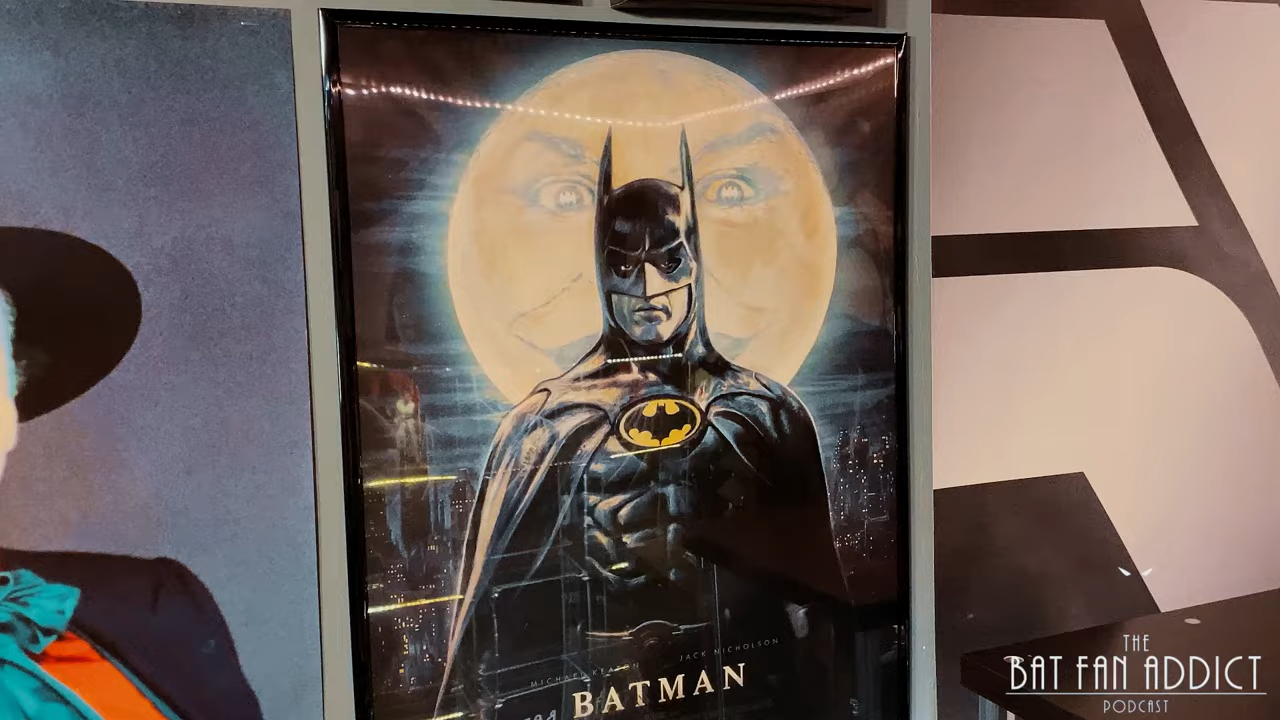 MICHAEL KEATON
JACK NICHOLSON
BATMAN
THE
BAT FAN ADDICT
PODCAST